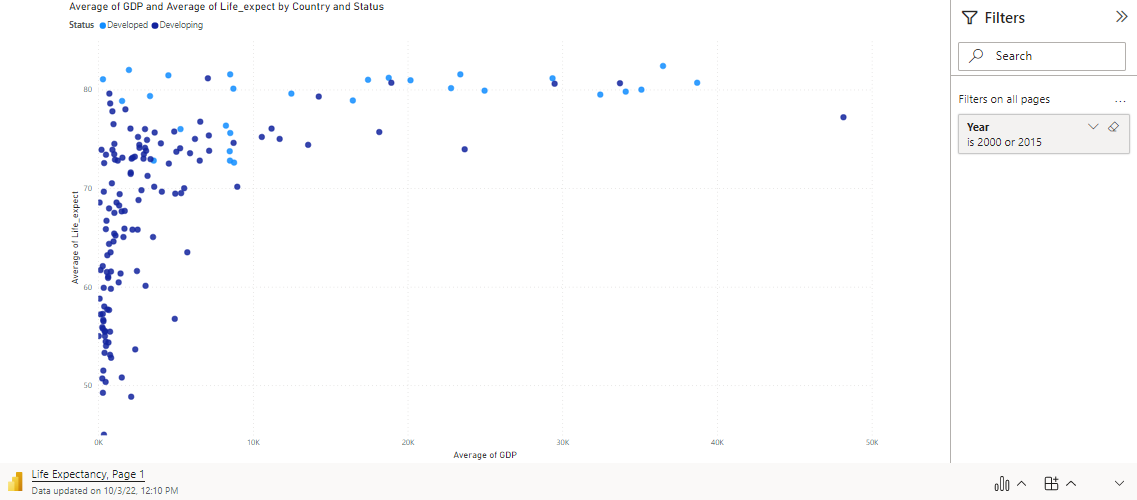 Average of GDP and Average of Life_expect by Country and Status
Status Developed Developing
80
70
60
50
Average of Life_expect
0K 10K 20K 30K 40K 50K
Average of GDP
Filters
Search
Filters on all pages ...
Year
is 2000 or 2015
Life Expectancy, Page 1
Data updated on 10/3/22, 12:10 PM